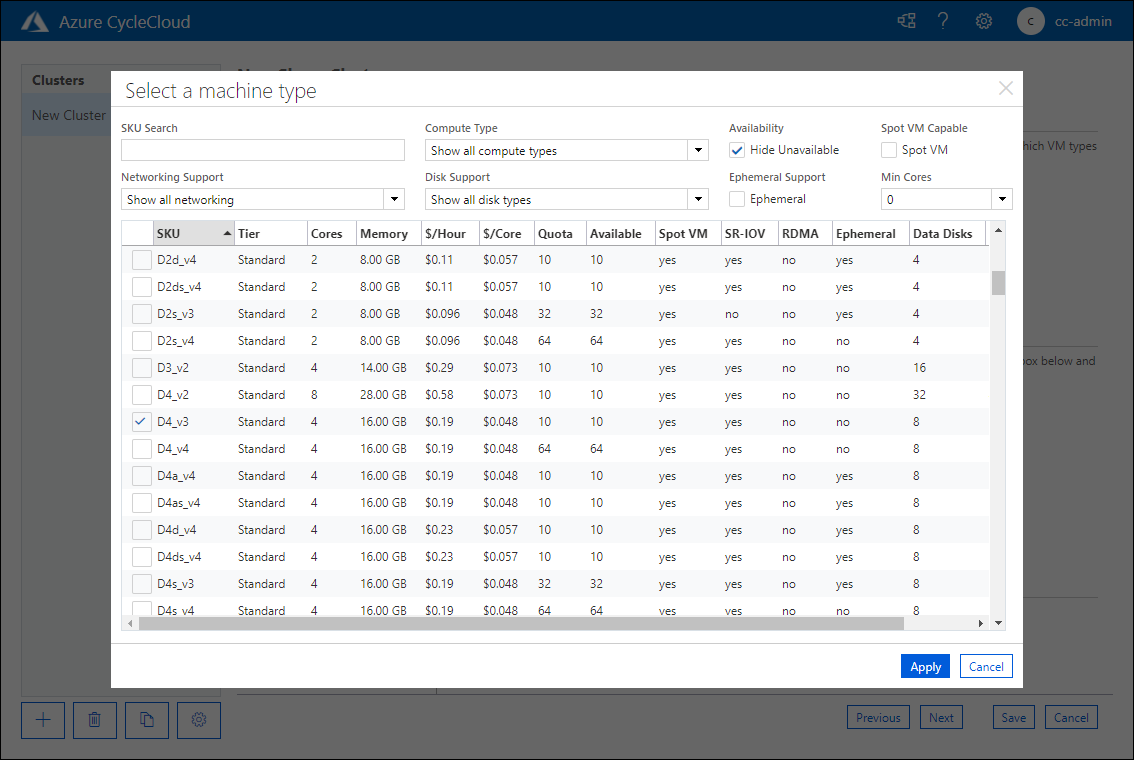 Azure CycleCloud
C
cc-admin
Clusters
New Cluster
Select a machine type
SKU Search
Compute Type
Availability
Spot VM Capable
Show all compute types
Hide Unavailable
Spot VM
hich VM types
Networking Support
Disk Support
Ephemeral Support
Min Cores
Show all networking
Show all disk types
Ephemeral
0
SKU Tier Cores Memory $/Hour $/Core Quota Available Spot VM SR-IOV RDMA Ephemeral Data Disks
D2d_v4 Standard 2 8.00 GB $0.11 $0.057 10 10 yes yes no yes 4
D2ds_v4 Standard 2 8.00 GB $0.11 $0.057 10 10 yes yes no yes 4
D2s_v3 Standard 2 8.00 GB $0.096 $0.048 32 32 yes no no yes 4
D2s_v4 Standard 2 8.00 GB $0.096 $0.048 64 64 yes yes no no 4
D3_v2 Standard 4 14.00 GB $0.29 $0.073 10 10 yes yes no no 16
box below and
D4_v2 Standard 8 28.00 GB $0.58 $0.073 10 10 yes yes no no 32
D4_v3 Standard 4 16.00 GB $0.19 $0.048 10 10 yes yes no no 8
D4_v4 Standard 4 16.00 GB $0.19 $0.048 64 64 yes yes no no 8
D4a_v4 Standard 4 16.00 GB $0.19 $0.048 10 10 yes yes no yes 8
D4as_v4 Standard 4 16.00 GB $0.19 $0.048 10 10 yes yes no yes 8
D4d_v4 Standard 4 16.00 GB $0.23 $0.057 10 10 yes yes no yes 8
D4ds_v4 Standard 4 16.00 GB $0.23 $0.057 10 10 yes yes no yes 8
D4s_v3 Standard 4 16.00 GB $0.19 $0.048 32 32 yes yes no yes 8
D4s_v4 Standard 4 16.00 GB $0.19 $0.048 64 64 yes yes no no 8
Apply
Cancel
Previous
Next
Save
Cancel